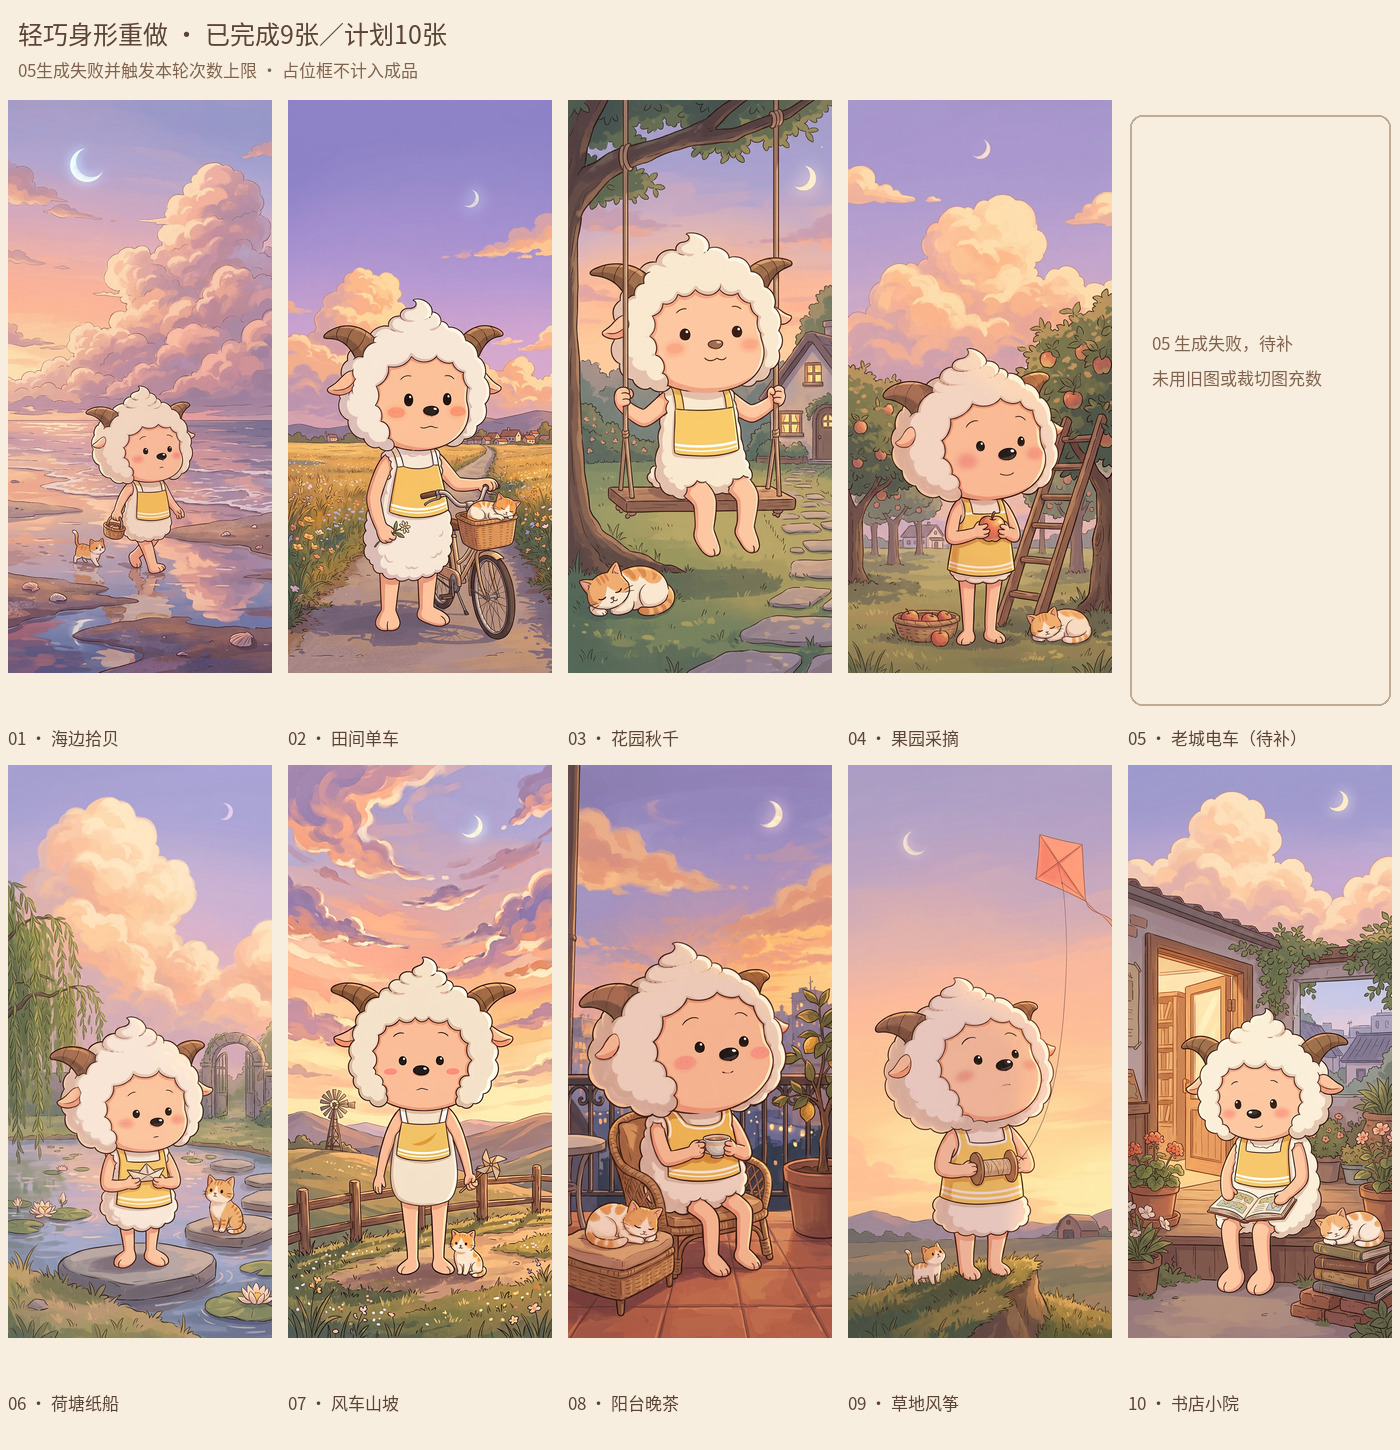 轻巧身形重做 · 已完成9张／计划10张
05生成失败并触发本轮次数上限 · 占位框不计入成品
05 生成失败，待补
未用旧图或裁切图充数
01 · 海边拾贝
02 · 田间单车
03 · 花园秋千
04 · 果园采摘
05 · 老城电车（待补）
06 · 荷塘纸船
07 · 风车山坡
08 · 阳台晚茶
09 · 草地风筝
10 · 书店小院